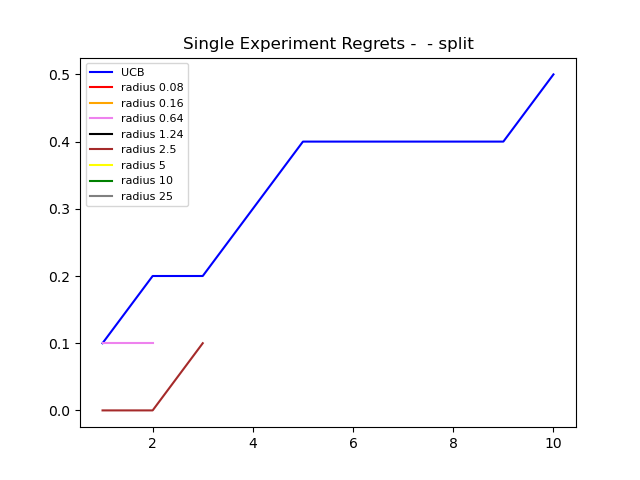 Single Experiment Regrets -  - split
UCB
radius 0.08
radius 0.16
radius 0.64
radius 1.24
radius 2.5
radius 5
radius 10
radius 25
0.5
0.4
0.3
0.2
0.1
0.0
2 4 6 8 10